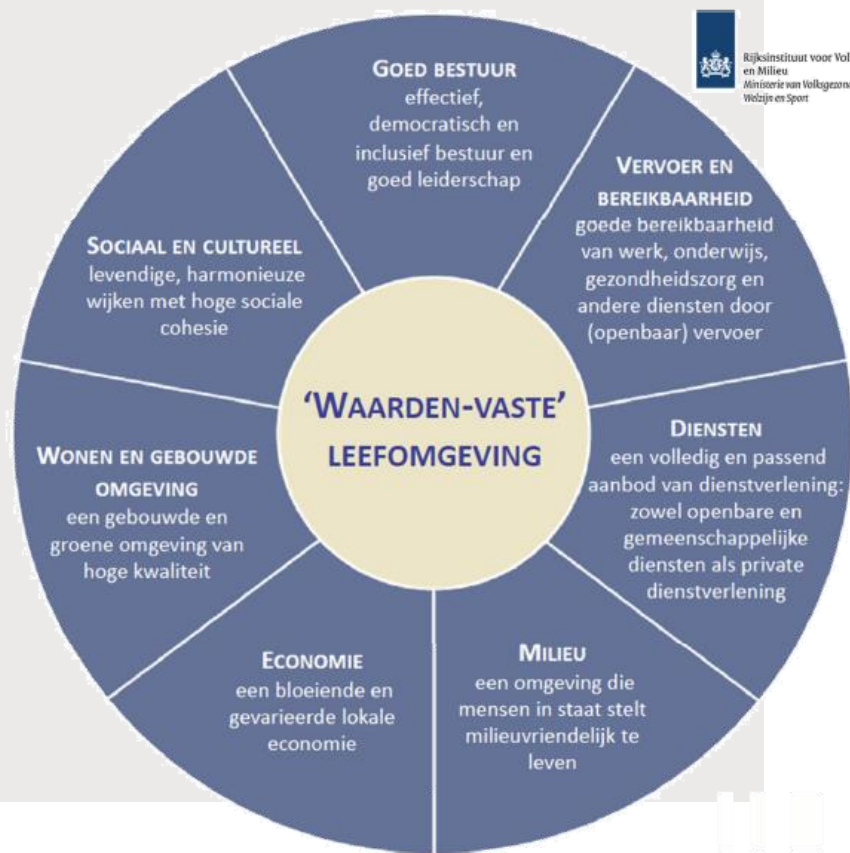 Rijksinstituut voor Vol
en Milieu
Ministerie van Volksgezond
Welzijn en Sport
GOED BESTUUR
effectief,
democratisch en
inclusief bestuur en
goed leiderschap
VERVOER EN
BEREIKBAARHEID
goede bereikbaarheid
van werk, onderwijs,
gezondheidszorg en
andere diensten door
(openbaar) vervoer
DIENSTEN
een volledig en passend
aanbod van dienstverlening:
zowel openbare en
gemeenschappelijke
diensten als private
dienstverlening
MILIEU
een omgeving die
mensen in staat stelt
milieuvriendelijk te
leven
ECONOMIE
een bloeiende en
gevarieerde lokale
economie
WONEN EN GEBOUWDE
OMGEVING
een gebouwde en
groene omgeving van
hoge kwaliteit
SOCIAAL EN CULTUREEL
levendige, harmonieuze
wijken met hoge sociale
cohesie
‘WAARDEN-VASTE’
LEEFOMGEVING